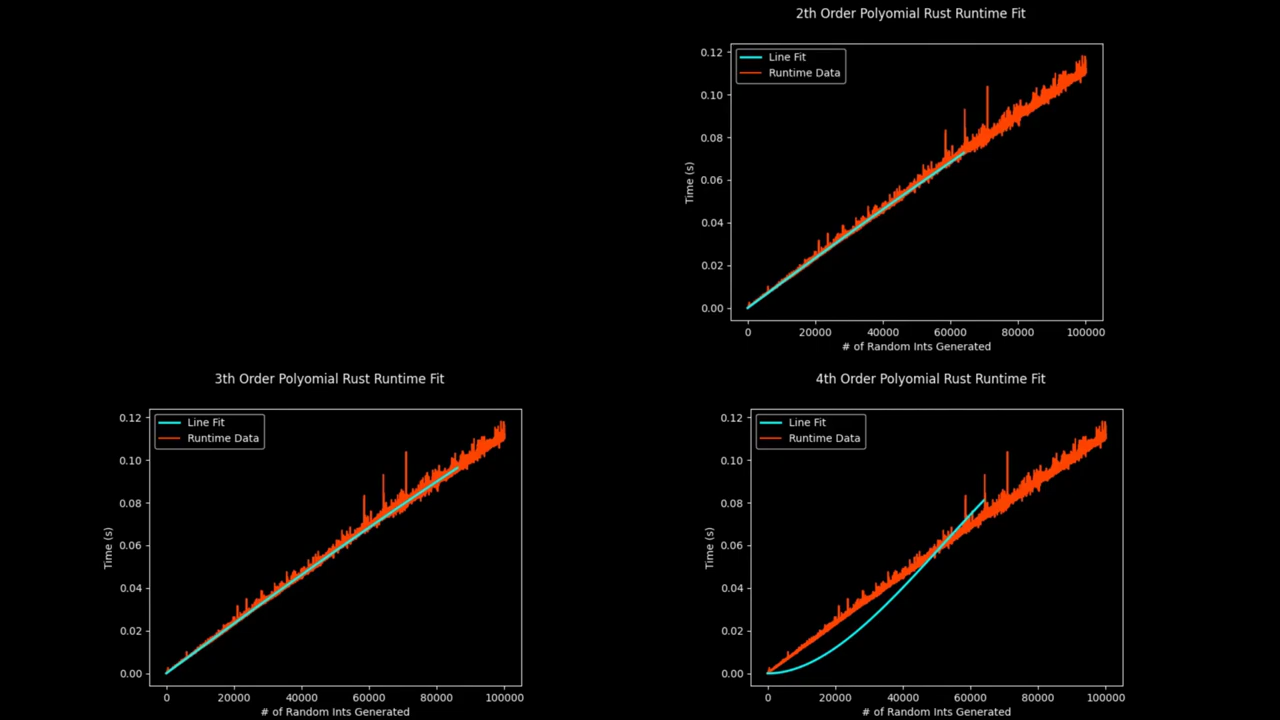 2th Order Polyomial Rust Runtime Fit
Line Fit
Runtime Data
0.12
0.10
0.08
0.06
0.04
0.02
0.00
Time (s)
0 20000 40000 60000 80000 100000
# of Random Ints Generated
3th Order Polyomial Rust Runtime Fit
Line Fit
Runtime Data
0.12
0.10
0.08
0.06
0.04
0.02
0.00
Time (s)
0 20000 40000 60000 80000 100000
# of Random Ints Generated
4th Order Polyomial Rust Runtime Fit
Line Fit
Runtime Data
0.12
0.10
0.08
0.06
0.04
0.02
0.00
Time (s)
0 20000 40000 60000 80000 100000
# of Random Ints Generated